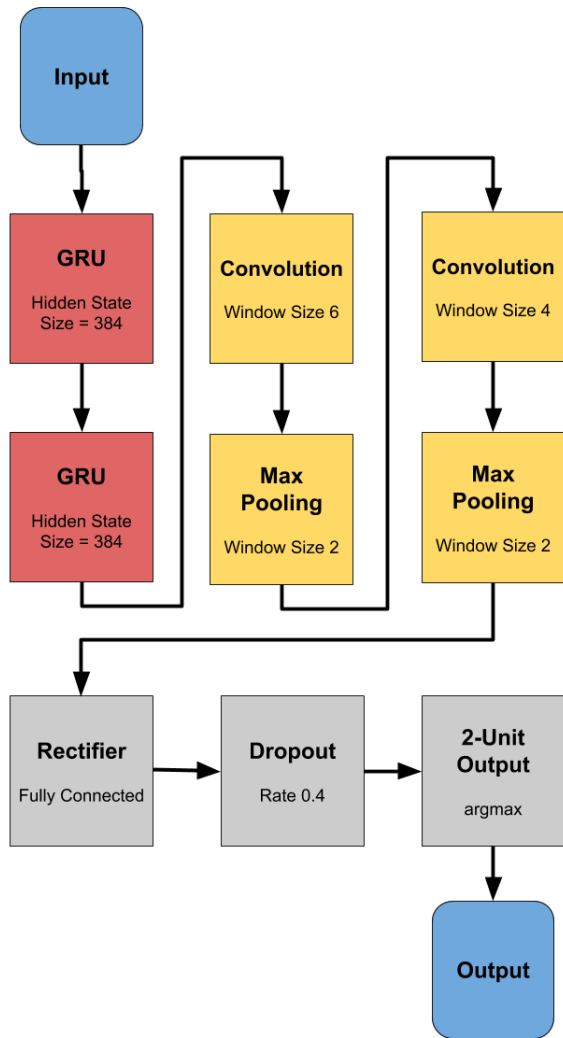 Input
GRU
Hidden State
Size = 384
GRU
Hidden State
Size = 384
Convolution
Window Size 6
Max
Pooling
Window Size 2
Convolution
Window Size 4
Max
Pooling
Window Size 2
Rectifier
Fully Connected
Dropout
Rate 0.4
2-Unit
Output
argmax
Output